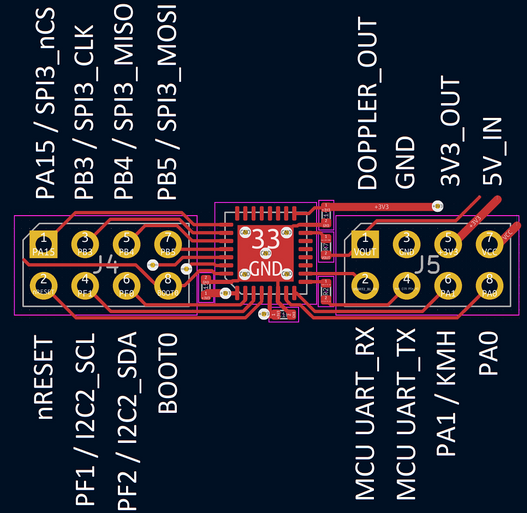 PA15 / SPI3_nCS
PB3 / SPI3_CLK
PB4 / SPI3_MISO
PB5 / SPI3_MOSI
DOPPLER_OUT
GND
3V3_OUT
5V_IN
+3V3
1
PA15
3
PB3
5
PB4
7
PB5
J4
2
4
PF1
6
8
BOOT0
33
GND
1
VOUT
3
GND
5
+3V3
7
VCC
J5
2
4
6
PA1
8
PA0
+3V3
VCC
nRESET
PF1 / I2C2_SCL
PF2 / I2C2_SDA
BOOT0
MCU UART_RX
MCU UART_TX
PA1 / KMH
PA0